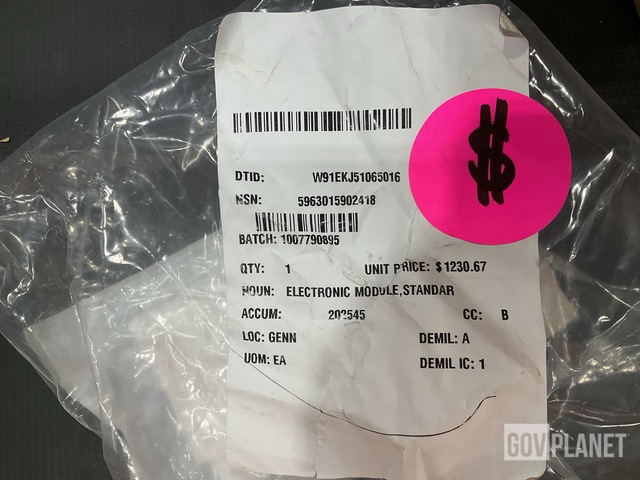 $
DTID: W91EKJ51065016
NSN: 5963015902418
BATCH: 1007790895
QTY: 1 UNIT PRICE: $1230.67
NOUN: ELECTRONIC MODULE,STANDAR
ACCUM: 202545 CC: B
LOC: GENN DEMIL: A
UOM: EA DEMIL IC: 1
GOVPLANET